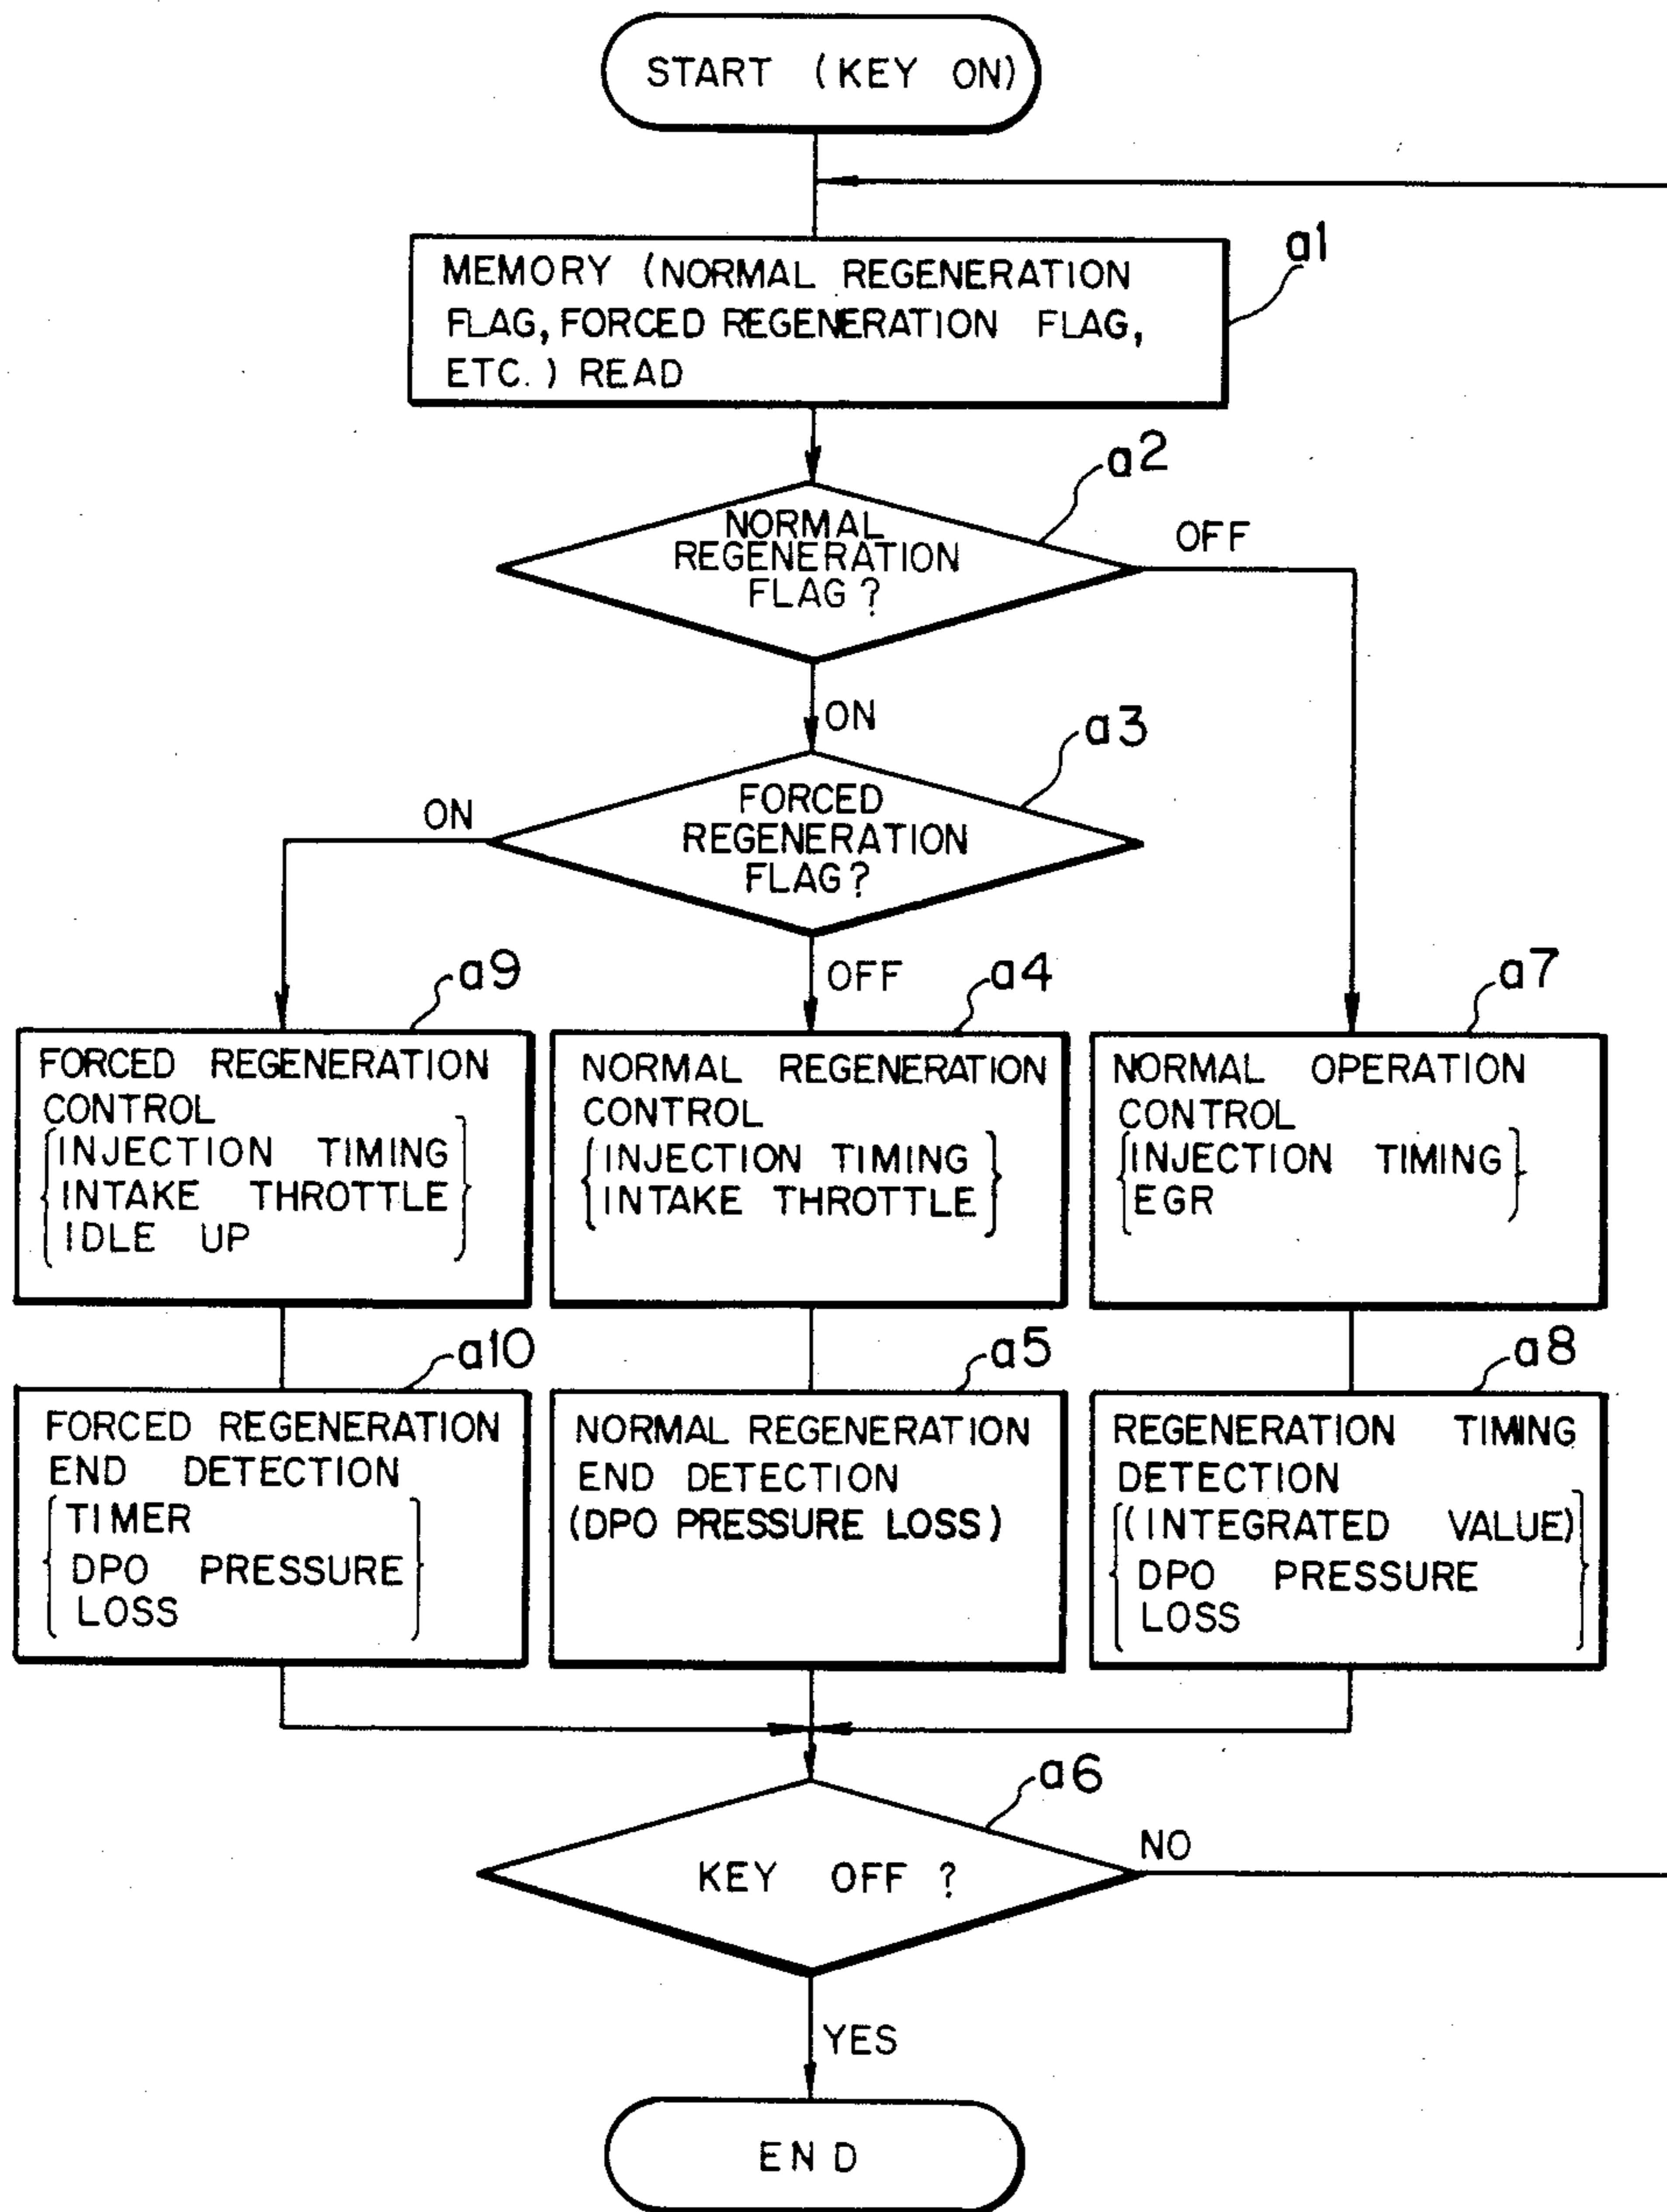 START (KEY ON)
a1
MEMORY (NORMAL REGENERATION
FLAG, FORCED REGENERATION FLAG,
ETC.) READ
a2
NORMAL
REGENERATION
FLAG?
OFF
ON
a3
FORCED
REGENERATION
FLAG?
ON
OFF
a9
FORCED REGENERATION
CONTROL
INJECTION TIMING
INTAKE THROTTLE
IDLE UP
a4
NORMAL REGENERATION
CONTROL
INJECTION TIMING
INTAKE THROTTLE
a7
NORMAL OPERATION
CONTROL
INJECTION TIMING
EGR
a10
FORCED REGENERATION
END DETECTION
TIMER
DPO PRESSURE
LOSS
a5
NORMAL REGENERATION
END DETECTION
(DPO PRESSURE LOSS)
a8
REGENERATION TIMING
DETECTION
(INTEGRATED VALUE)
DPO PRESSURE
LOSS
a6
KEY OFF ?
NO
YES
END